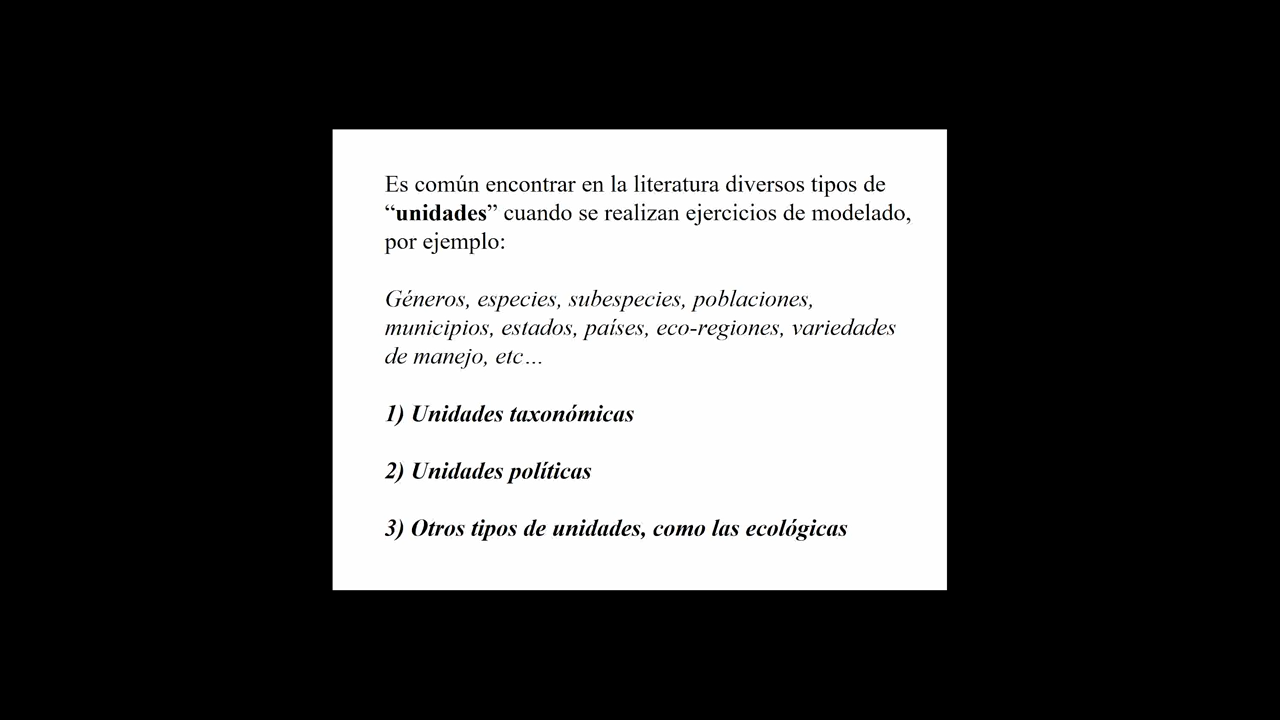 Es común encontrar en la literatura diversos tipos de
“unidades” cuando se realizan ejercicios de modelado,
por ejemplo:
Géneros, especies, subespecies, poblaciones,
municipios, estados, países, eco-regiones, variedades
de manejo, etc…
1) Unidades taxonómicas
2) Unidades políticas
3) Otros tipos de unidades, como las ecológicas